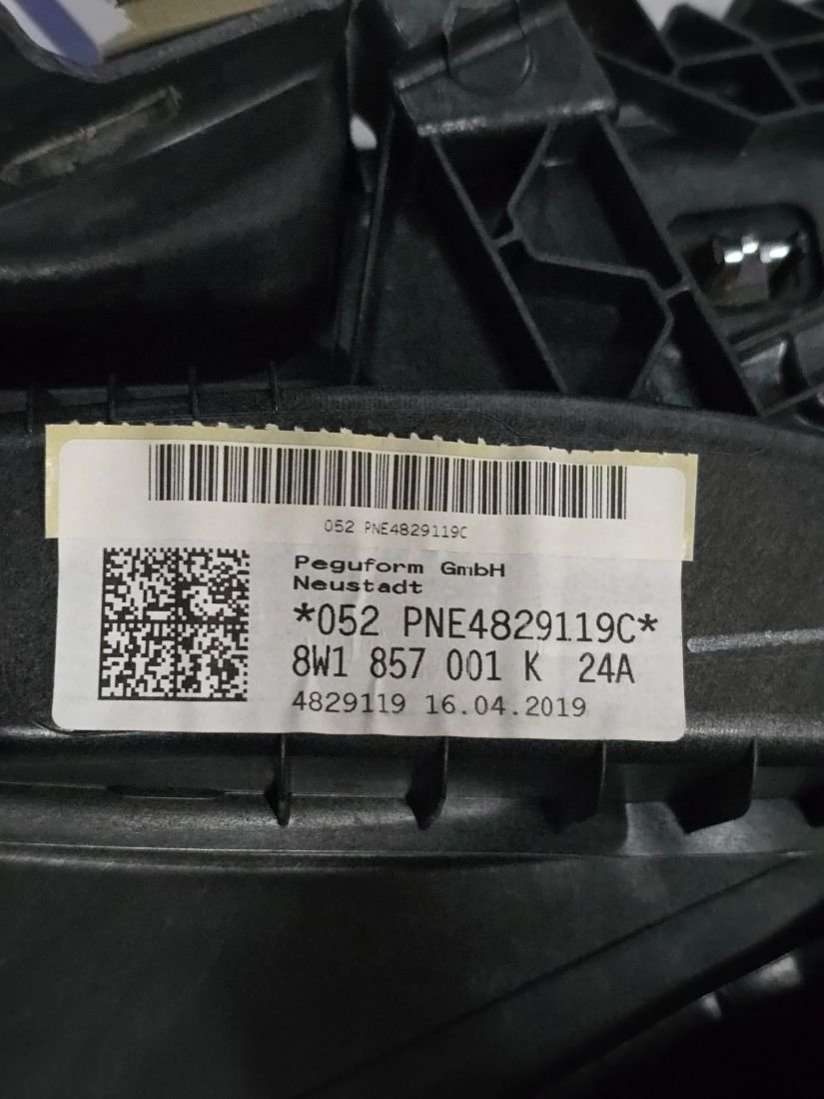 052 PNE4829119C
Peguform GmbH
Neustadt
*052 PNE4829119C*
8W1 857 001 K 24A
4829119 16.04.2019